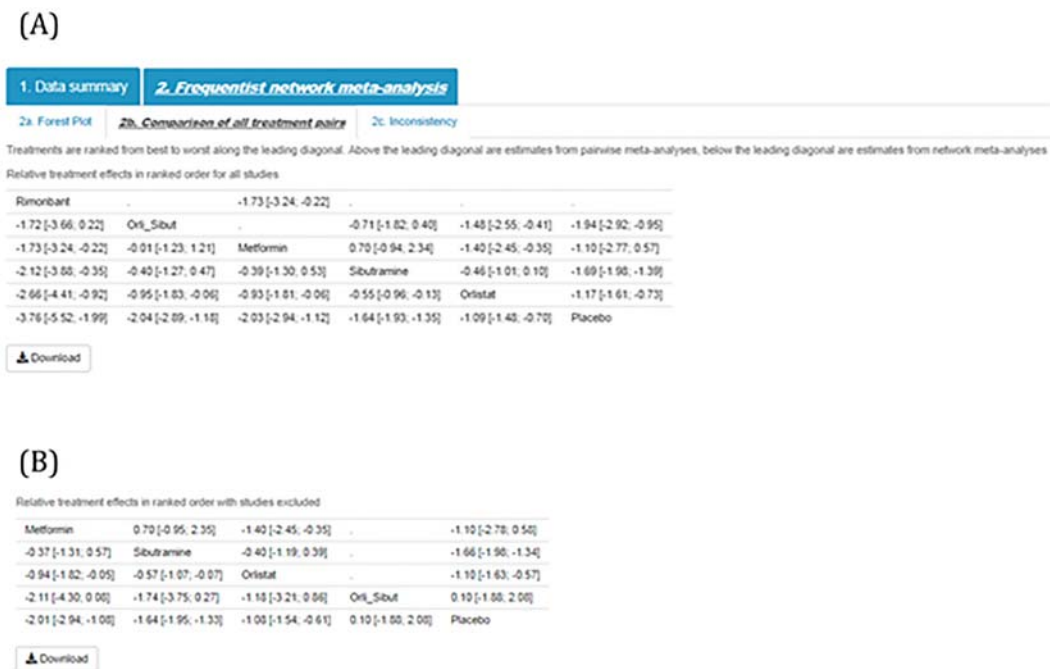 (A)
1. Data summary 2. Frequentist network meta-analysis
2a. Forest Plot 2b. Comparison of all treatment pairs 2c. Inconsistency
Treatments are ranked from best to worst along the leading diagonal. Above the leading diagonal are estimates from pairwise meta-analyses, below the leading diagonal are estimates from network meta-analyses
Relative treatment effects in ranked order for all studies
Rimonbant . -1.73 [-3.24; -0.22] . . .
-1.72 [-3.66; 0.22] Orli_Sibut . -0.71 [-1.82; 0.40] -1.48 [-2.55; -0.41] -1.94 [-2.92; -0.95]
-1.73 [-3.24; -0.22] -0.01 [-1.23; 1.21] Metformin 0.70 [-0.94; 2.34] -1.40 [-2.45; -0.35] -1.10 [-2.77; 0.57]
-2.12 [-3.88; -0.35] -0.40 [-1.27; 0.47] -0.39 [-1.30; 0.53] Sibutramine -0.46 [-1.01; 0.10] -1.69 [-1.98; -1.39]
-2.66 [-4.41; -0.92] -0.95 [-1.83; -0.06] -0.93 [-1.81; -0.06] -0.55 [-0.96; -0.13] Orlistat -1.17 [-1.61; -0.73]
-3.76 [-5.52; -1.99] -2.04 [-2.89; -1.18] -2.03 [-2.94; -1.12] -1.64 [-1.93; -1.35] -1.09 [-1.48; -0.70] Placebo
Download
(B)
Relative treatment effects in ranked order with studies excluded
Metformin 0.70 [-0.95; 2.35] -1.40 [-2.45; -0.35] . -1.10 [-2.78; 0.58]
-0.37 [-1.31; 0.57] Sibutramine -0.40 [-1.19; 0.39] . -1.66 [-1.98; -1.34]
-0.94 [-1.82; -0.05] -0.57 [-1.07; -0.07] Orlistat . -1.10 [-1.63; -0.57]
-2.11 [-4.30; 0.08] -1.74 [-3.75; 0.27] -1.18 [-3.21; 0.86] Orli_Sibut 0.10 [-1.88; 2.08]
-2.01 [-2.94; -1.08] -1.64 [-1.95; -1.33] -1.08 [-1.54; -0.61] 0.10 [-1.88; 2.08] Placebo
Download